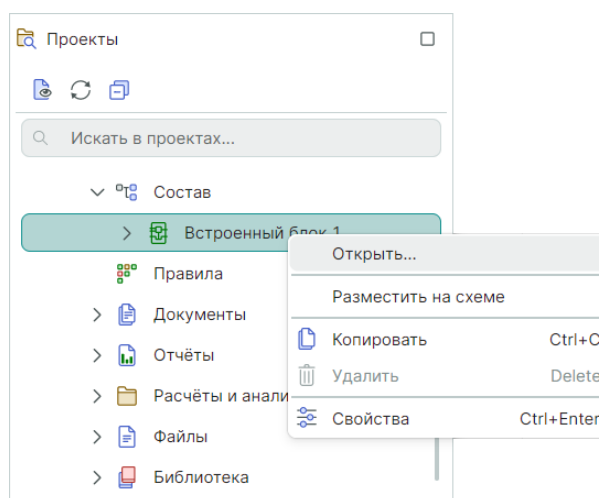 Проекты
Искать в проектах...
Состав
Встроенный блок 1
Открыть...
Правила
Разместить на схеме
Документы
Копировать Ctrl+C
Отчёты
Удалить Delete
Расчёты и анали
Свойства Ctrl+Enter
Файлы
Библиотека